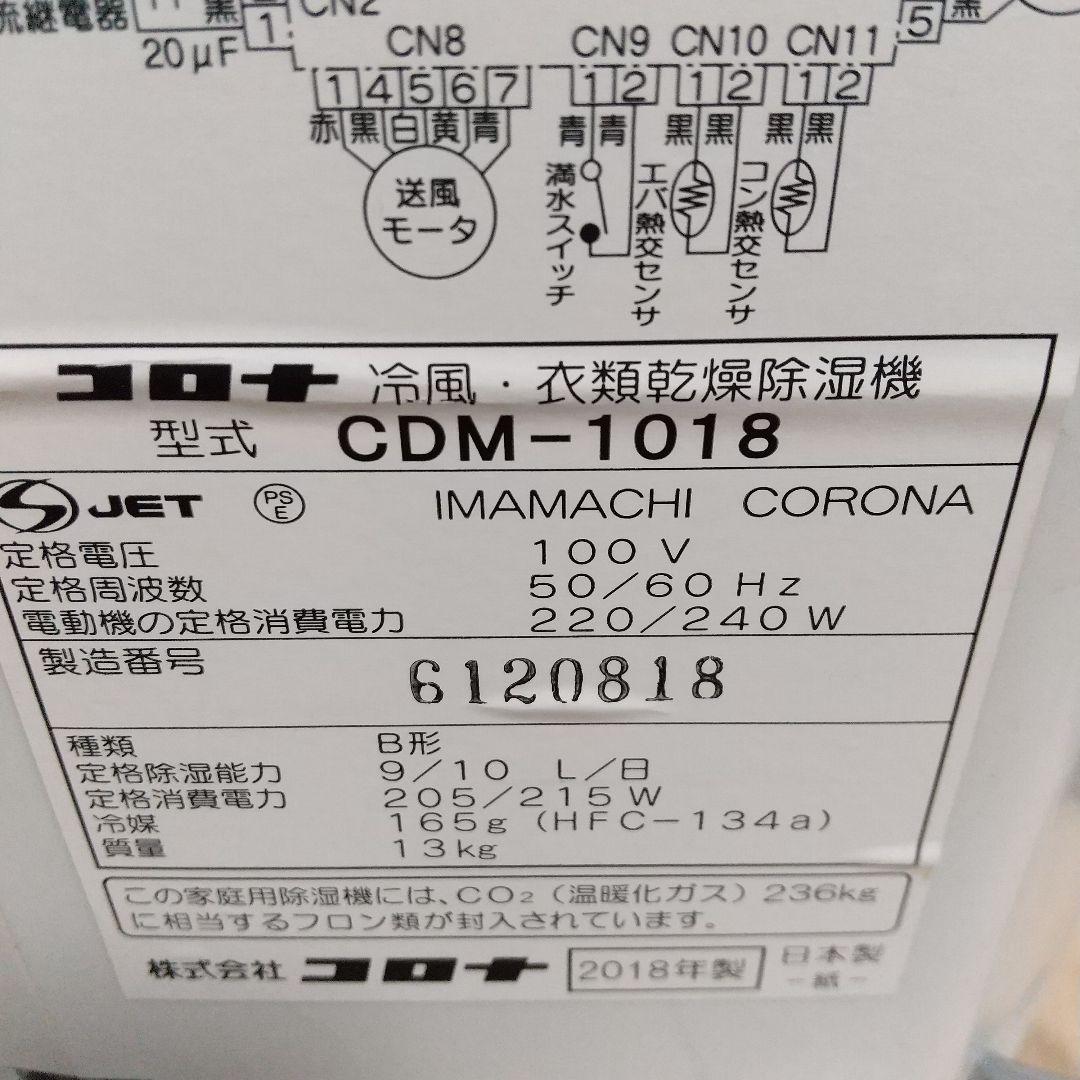 流継電器 黒 1 CN2 5 黒
20μF
CN8 CN9 CN10 CN11
1 4 5 6 7 1 2 1 2 1 2
赤 黒 白 黄 青 青 青 黒 黒 黒 黒
送風
モータ
満水スイッチ
エバ熱交センサ
コン熱交センサ
コロナ 冷風・衣類乾燥除湿機
型式 CDM-1018
S JET PSE IMAMACHI CORONA
定格電圧 100V
定格周波数 50/60Hz
電動機の定格消費電力 220/240W
製造番号 6120818
種類 B形
定格除湿能力 9/10 L/日
定格消費電力 205/215W
冷媒 165g (HFC-134a)
質量 13kg
この家庭用除湿機には、CO2(温暖化ガス)236kg
に相当するフロン類が封入されています。
株式会社 コロナ 2018年製 日本製
-紙-